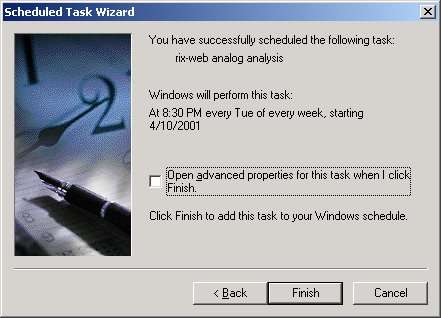 Scheduled Task Wizard
You have successfully scheduled the following task:
rix-web analog analysis
Windows will perform this task:
At 8:30 PM every Tue of every week, starting
4/10/2001
Open advanced properties for this task when I click
Finish.
Click Finish to add this task to your Windows schedule.
< Back Finish Cancel